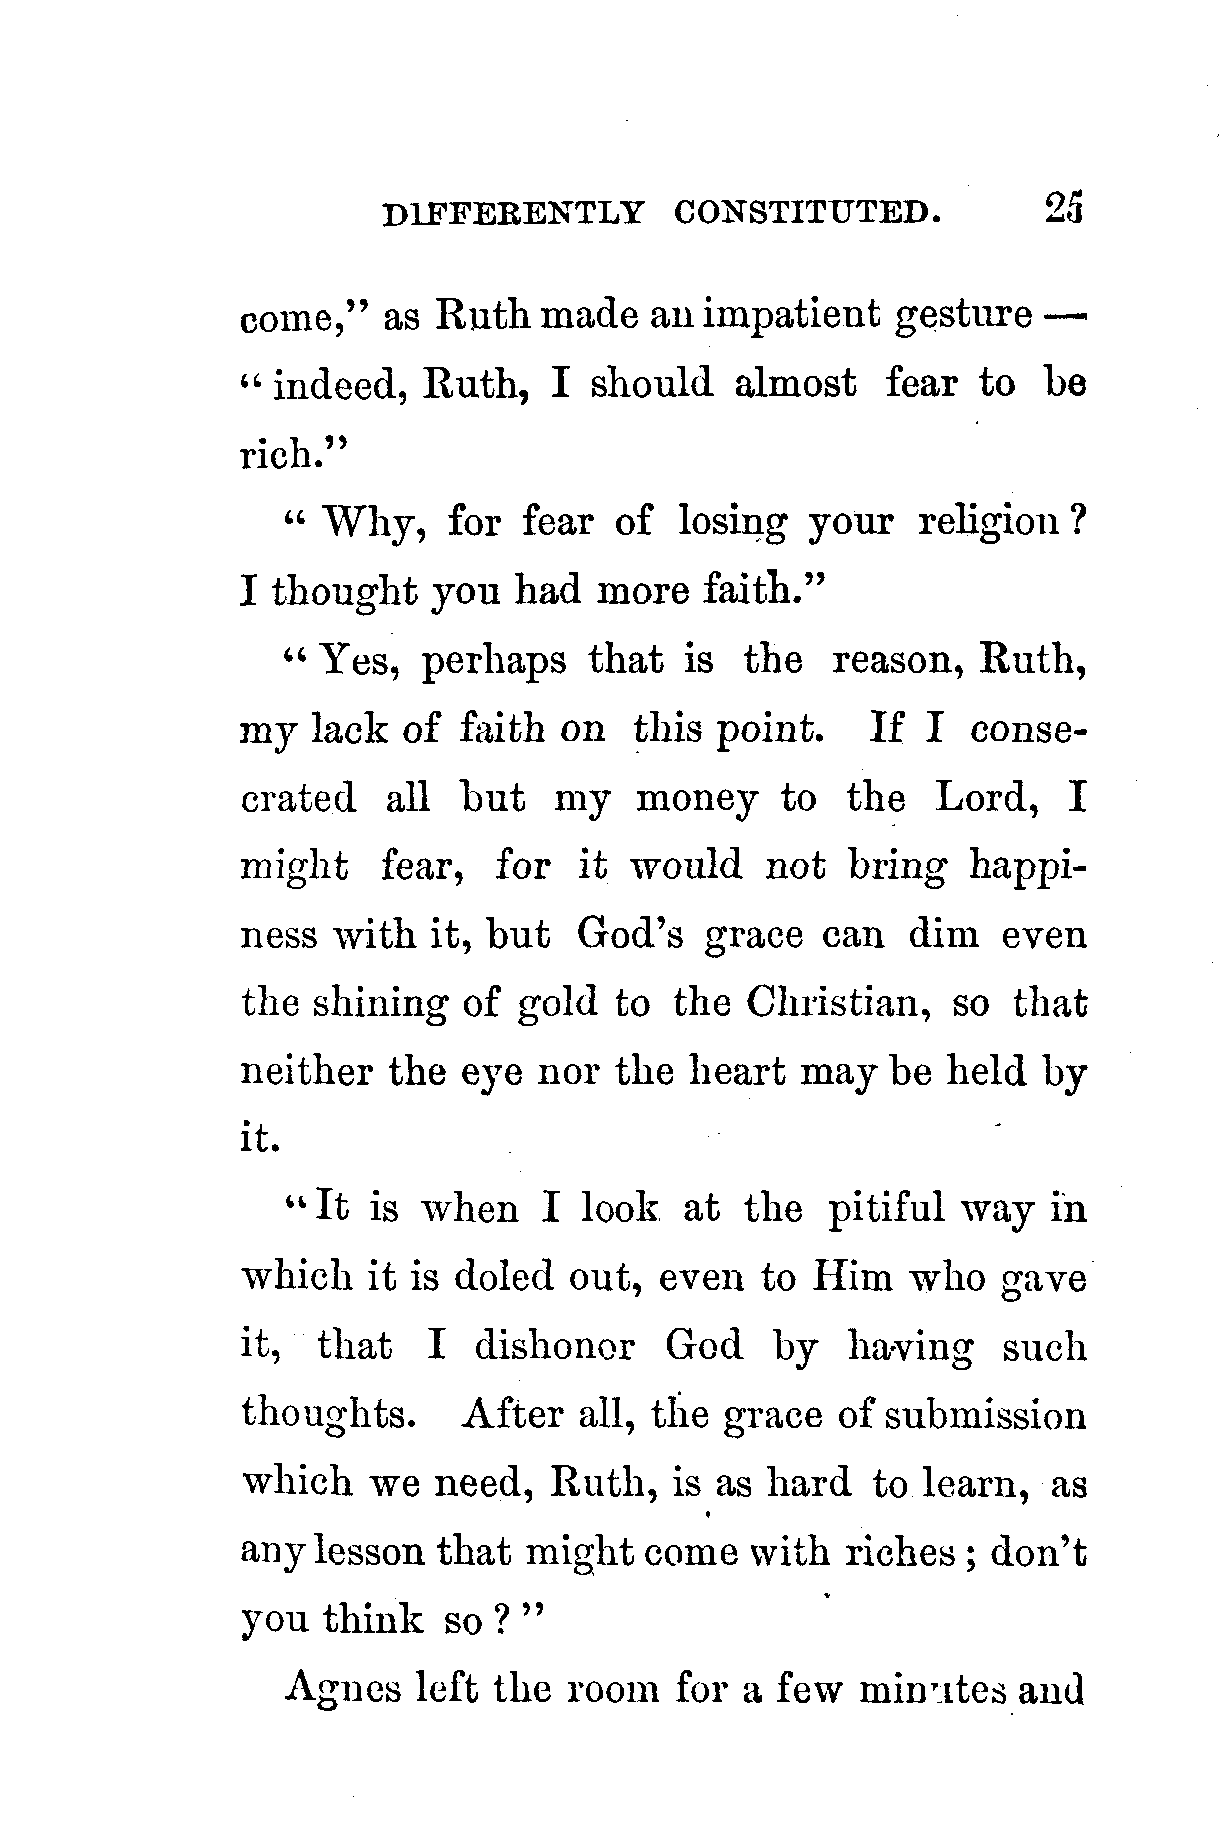 DIFFERENTLY CONSTITUTED. 25
come,” as Ruth made an impatient gesture —
“ indeed, Ruth, I should almost fear to be
rich.”
“ Why, for fear of losing your religion ?
I thought you had more faith.”
“ Yes, perhaps that is the reason, Ruth,
my lack of faith on this point. If I conse-
crated all but my money to the Lord, I
might fear, for it would not bring happi-
ness with it, but God’s grace can dim even
the shining of gold to the Christian, so that
neither the eye nor the heart may be held by
it.
“ It is when I look at the pitiful way in
which it is doled out, even to Him who gave
it, that I dishonor God by having such
thoughts. After all, the grace of submission
which we need, Ruth, is as hard to learn, as
any lesson that might come with riches ; don’t
you think so ? ”
Agnes left the room for a few minutes and